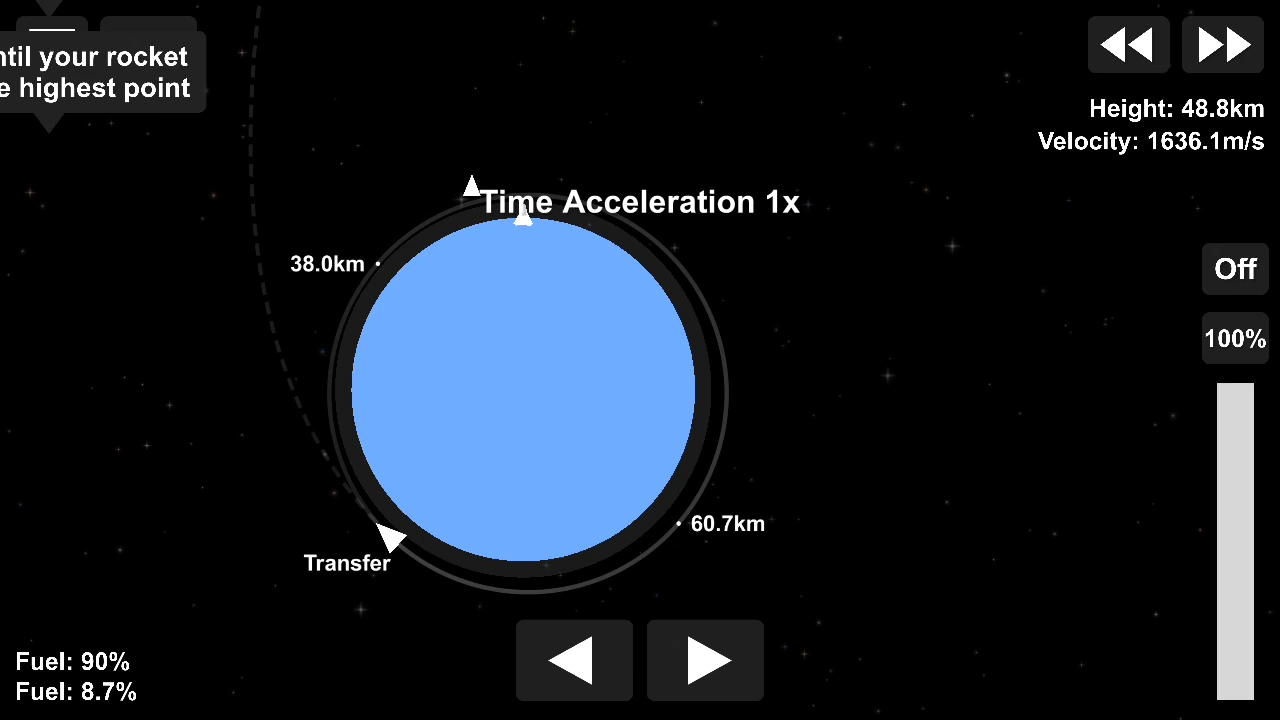 ntil your rocket
e highest point
Height: 48.8km
Velocity: 1636.1m/s
Time Acceleration 1x
38.0km
Off
100%
60.7km
Transfer
Fuel: 90%
Fuel: 8.7%